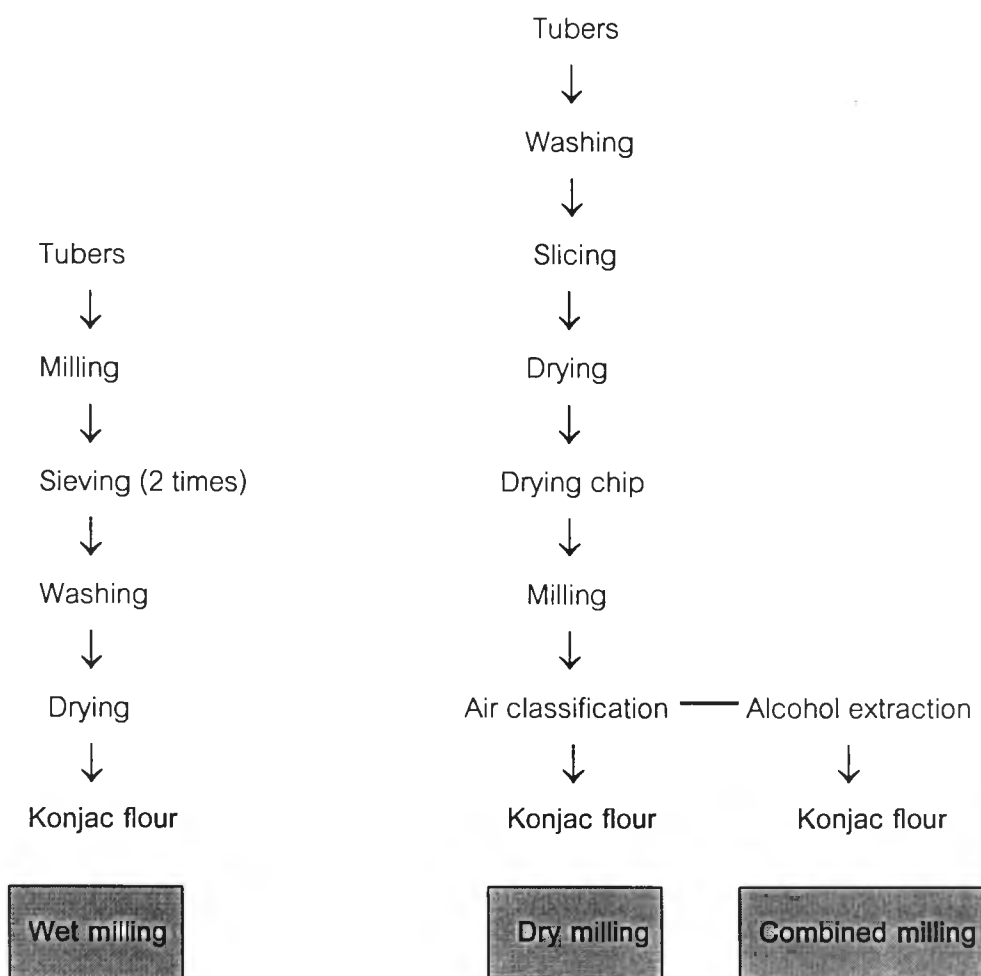 Tubers
Milling
Sieving (2 times)
Washing
Drying
Konjac flour
Wet milling
Tubers
Washing
Slicing
Drying
Drying chip
Milling
Air classification
Konjac flour
Dry milling
Alcohol extraction
Konjac flour
Combined milling